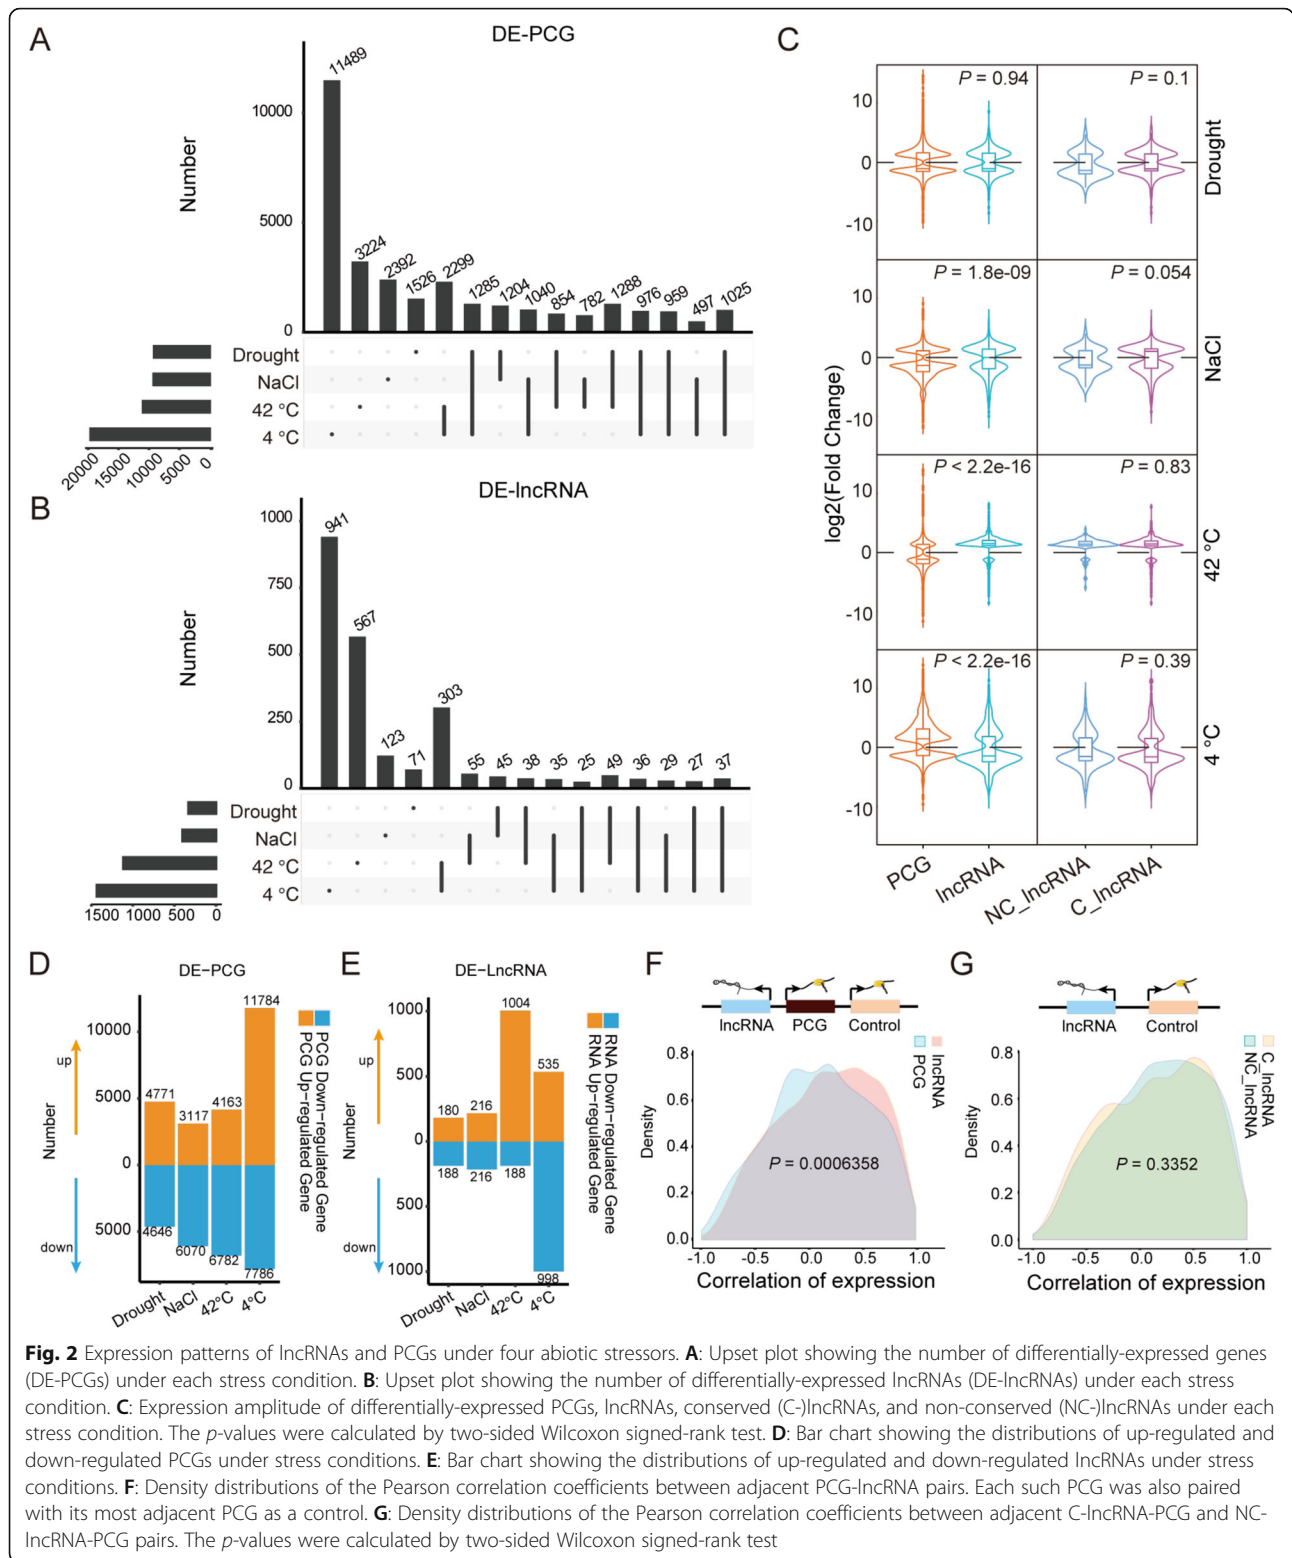 A
DE-PCG
Number
10000
5000
0
11489
3224
2392
1526
2299
1285
1204
1040
854
782
1288
976
959
497
1025
Drought
NaCl
42 °C
4 °C
20000
15000
10000
5000
0
B
DE-lncRNA
Number
1000
750
500
250
0
941
567
123
71
303
55
45
38
35
25
49
36
29
27
37
Drought
NaCl
42 °C
4 °C
1500
1000
500
0
C
log2(Fold Change)
10
0
-10
P = 0.94
P = 0.1
Drought
10
0
-10
P = 1.8e-09
P = 0.054
NaCl
10
0
-10
P < 2.2e-16
P = 0.83
42 °C
10
0
-10
P < 2.2e-16
P = 0.39
4 °C
PCG
lncRNA
NC_lncRNA
C_lncRNA
D
DE−PCG
Number
up
down
10000
5000
0
5000
4771
3117
4163
11784
4646
6070
6782
7786
Drought
NaCl
42°C
4°C
PCG Down−regulated Gene
PCG Up−regulated Gene
E
DE−LncRNA
Number
up
down
1000
500
0
500
1000
180
216
1004
535
188
216
188
998
Drought
NaCl
42°C
4°C
RNA Down−regulated Gene
RNA Up−regulated Gene
F
lncRNA
PCG
Control
lncRNA
PCG
Density
0.8
0.6
0.4
0.2
0.0
P = 0.0006358
-1.0
-0.5
0.0
0.5
1.0
Correlation of expression
G
lncRNA
Control
C_lncRNA
NC_lncRNA
Density
0.8
0.6
0.4
0.2
0.0
P = 0.3352
-1.0
-0.5
0.0
0.5
1.0
Correlation of expression
Fig. 2 Expression patterns of lncRNAs and PCGs under four abiotic stressors. A: Upset plot showing the number of differentially-expressed genes
(DE-PCGs) under each stress condition. B: Upset plot showing the number of differentially-expressed lncRNAs (DE-lncRNAs) under each stress
condition. C: Expression amplitude of differentially-expressed PCGs, lncRNAs, conserved (C-)lncRNAs, and non-conserved (NC-)lncRNAs under each
stress condition. The p-values were calculated by two-sided Wilcoxon signed-rank test. D: Bar chart showing the distributions of up-regulated and
down-regulated PCGs under stress conditions. E: Bar chart showing the distributions of up-regulated and down-regulated lncRNAs under stress
conditions. F: Density distributions of the Pearson correlation coefficients between adjacent PCG-lncRNA pairs. Each such PCG was also paired
with its most adjacent PCG as a control. G: Density distributions of the Pearson correlation coefficients between adjacent C-lncRNA-PCG and NC-
lncRNA-PCG pairs. The p-values were calculated by two-sided Wilcoxon signed-rank test